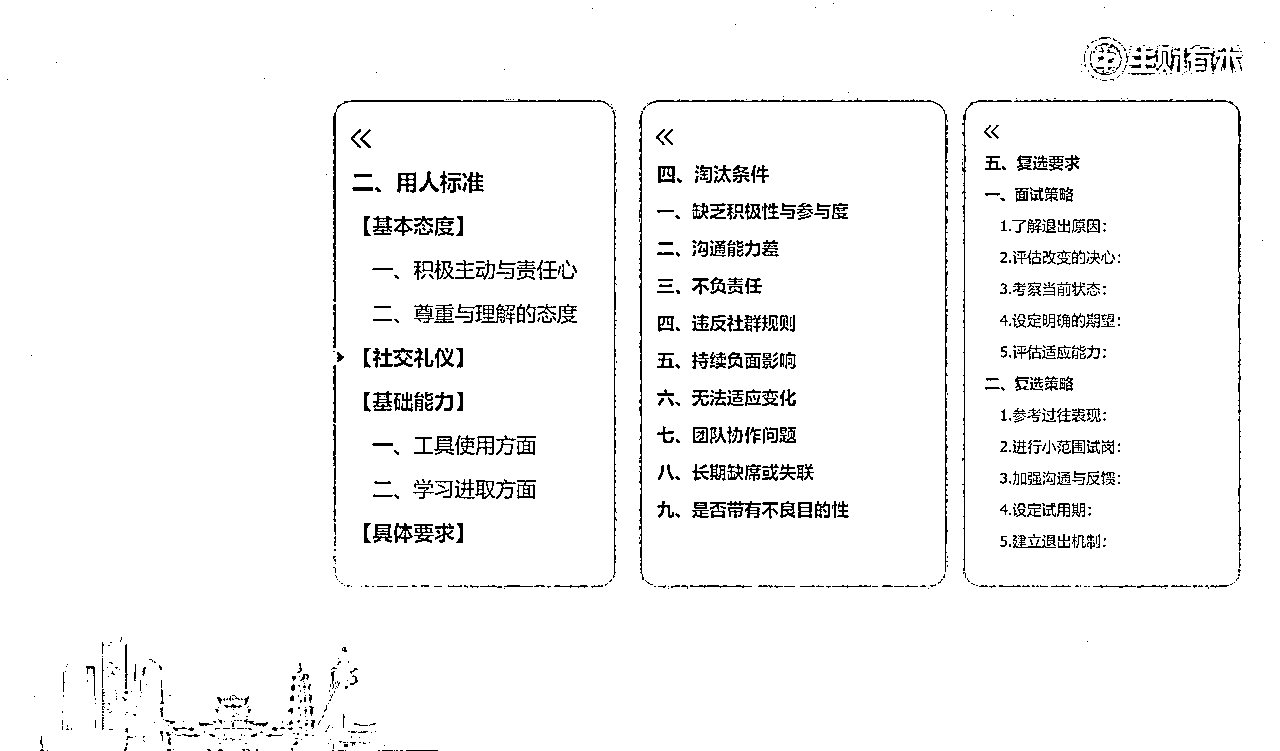 生财有术
二、用人标准
【基本态度】
一、积极主动与责任心
二、尊重与理解的态度
【社交礼仪】
【基础能力】
一、工具使用方面
二、学习进取方面
【具体要求】
四、淘汰条件
一、缺乏积极性与参与度
二、沟通能力差
三、不负责任
四、违反社群规则
五、持续负面影响
六、无法适应变化
七、团队协作问题
八、长期缺席或失联
九、是否带有不良目的性
五、复选要求
一、面试策略
1.了解退出原因:
2.评估改变的决心:
3.考察当前状态:
4.设定明确的期望:
5.评估适应能力:
二、复选策略
1.参考过往表现:
2.进行小范围试岗:
3.加强沟通与反馈:
4.设定试用期:
5.建立退出机制: